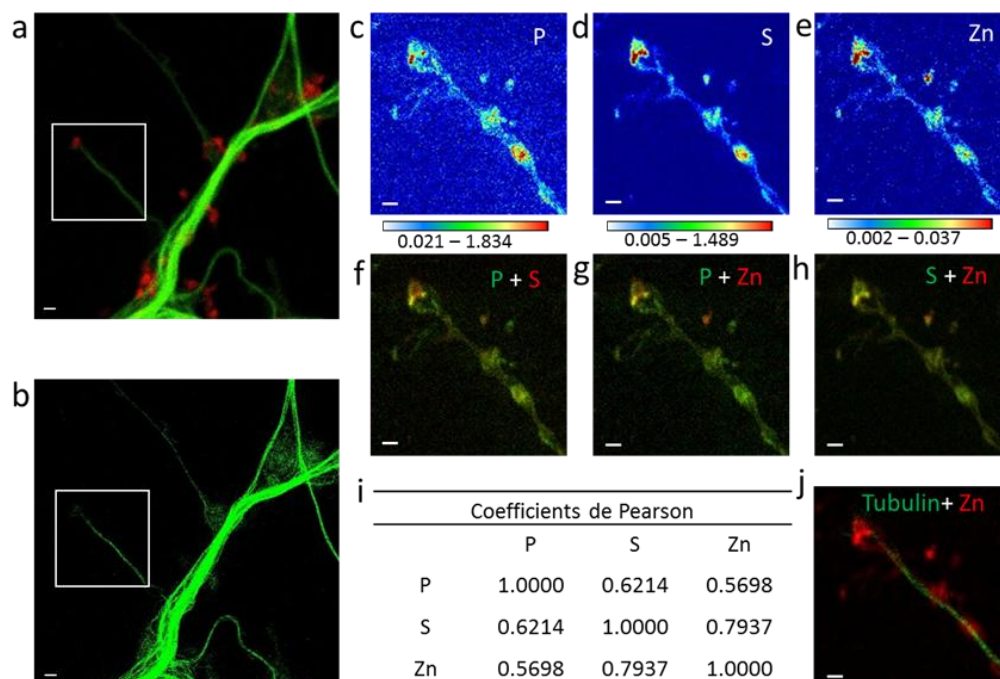 a
c
P
d
S
e
Zn
0.021 – 1.834
0.005 – 1.489
0.002 – 0.037
f
P + S
g
P + Zn
h
S + Zn
b
i
Coefficients de Pearson
P S Zn
P 1.0000 0.6214 0.5698
S 0.6214 1.0000 0.7937
Zn 0.5698 0.7937 1.0000
j
Tubulin+ Zn